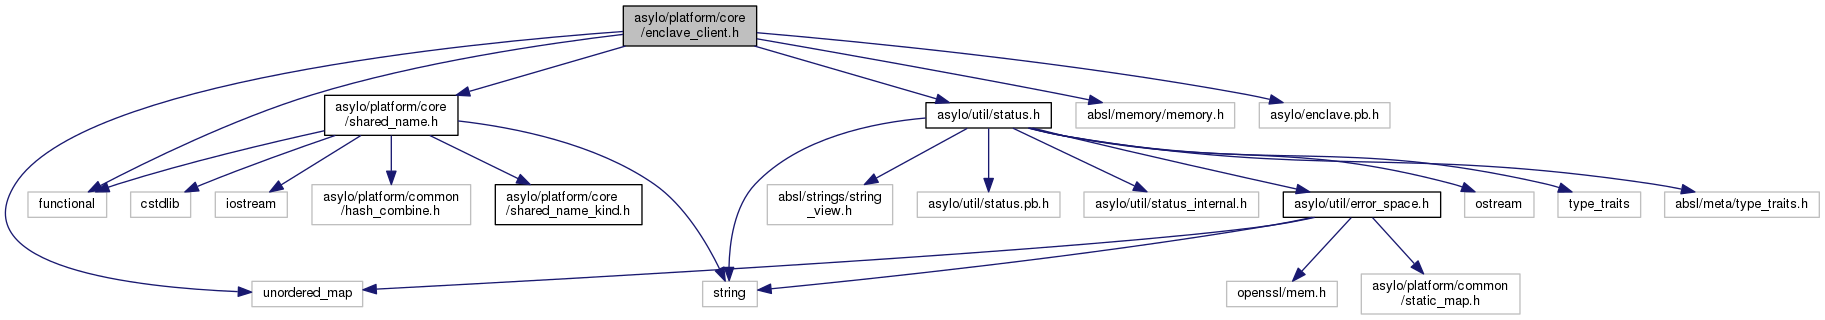 asylo/platform/core
/enclave_client.h
asylo/platform/core
/shared_name.h
asylo/util/status.h
absl/memory/memory.h
asylo/enclave.pb.h
functional
cstdlib
iostream
asylo/platform/common
/hash_combine.h
asylo/platform/core
/shared_name_kind.h
absl/strings/string
_view.h
asylo/util/status.pb.h
asylo/util/status_internal.h
asylo/util/error_space.h
ostream
type_traits
absl/meta/type_traits.h
unordered_map
string
openssl/mem.h
asylo/platform/common
/static_map.h